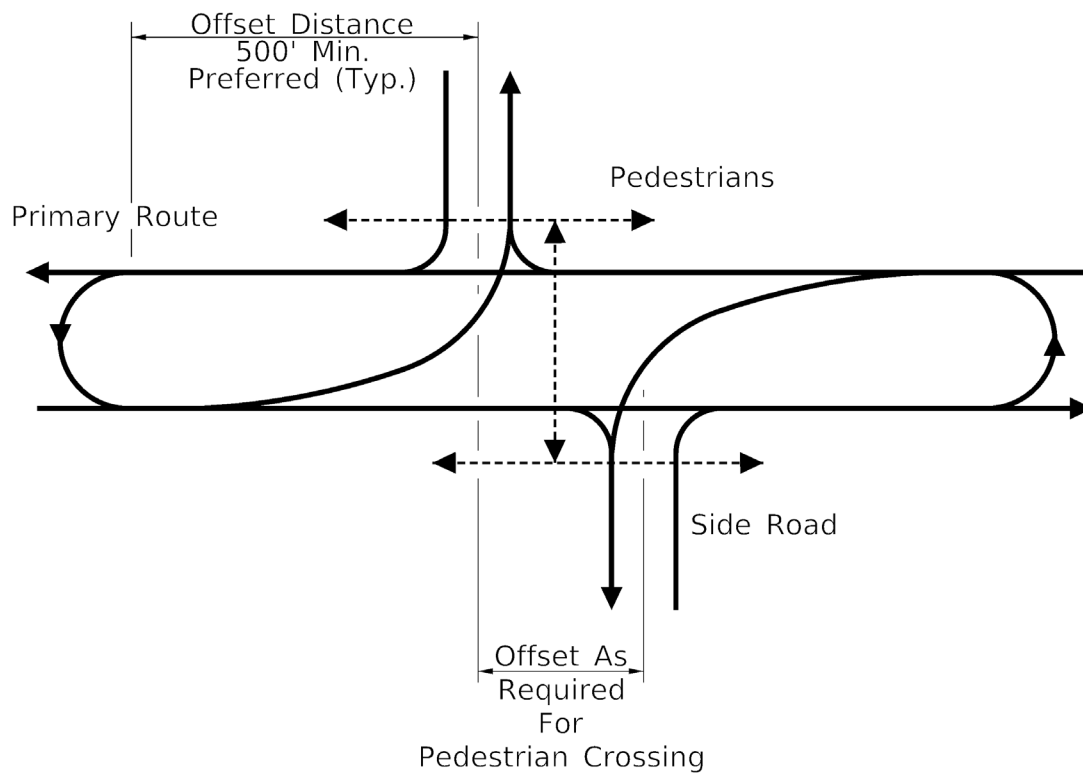 Offset Distance
500' Min.
Preferred (Typ.)
Pedestrians
Primary Route
Side Road
Offset As
Required
For
Pedestrian Crossing